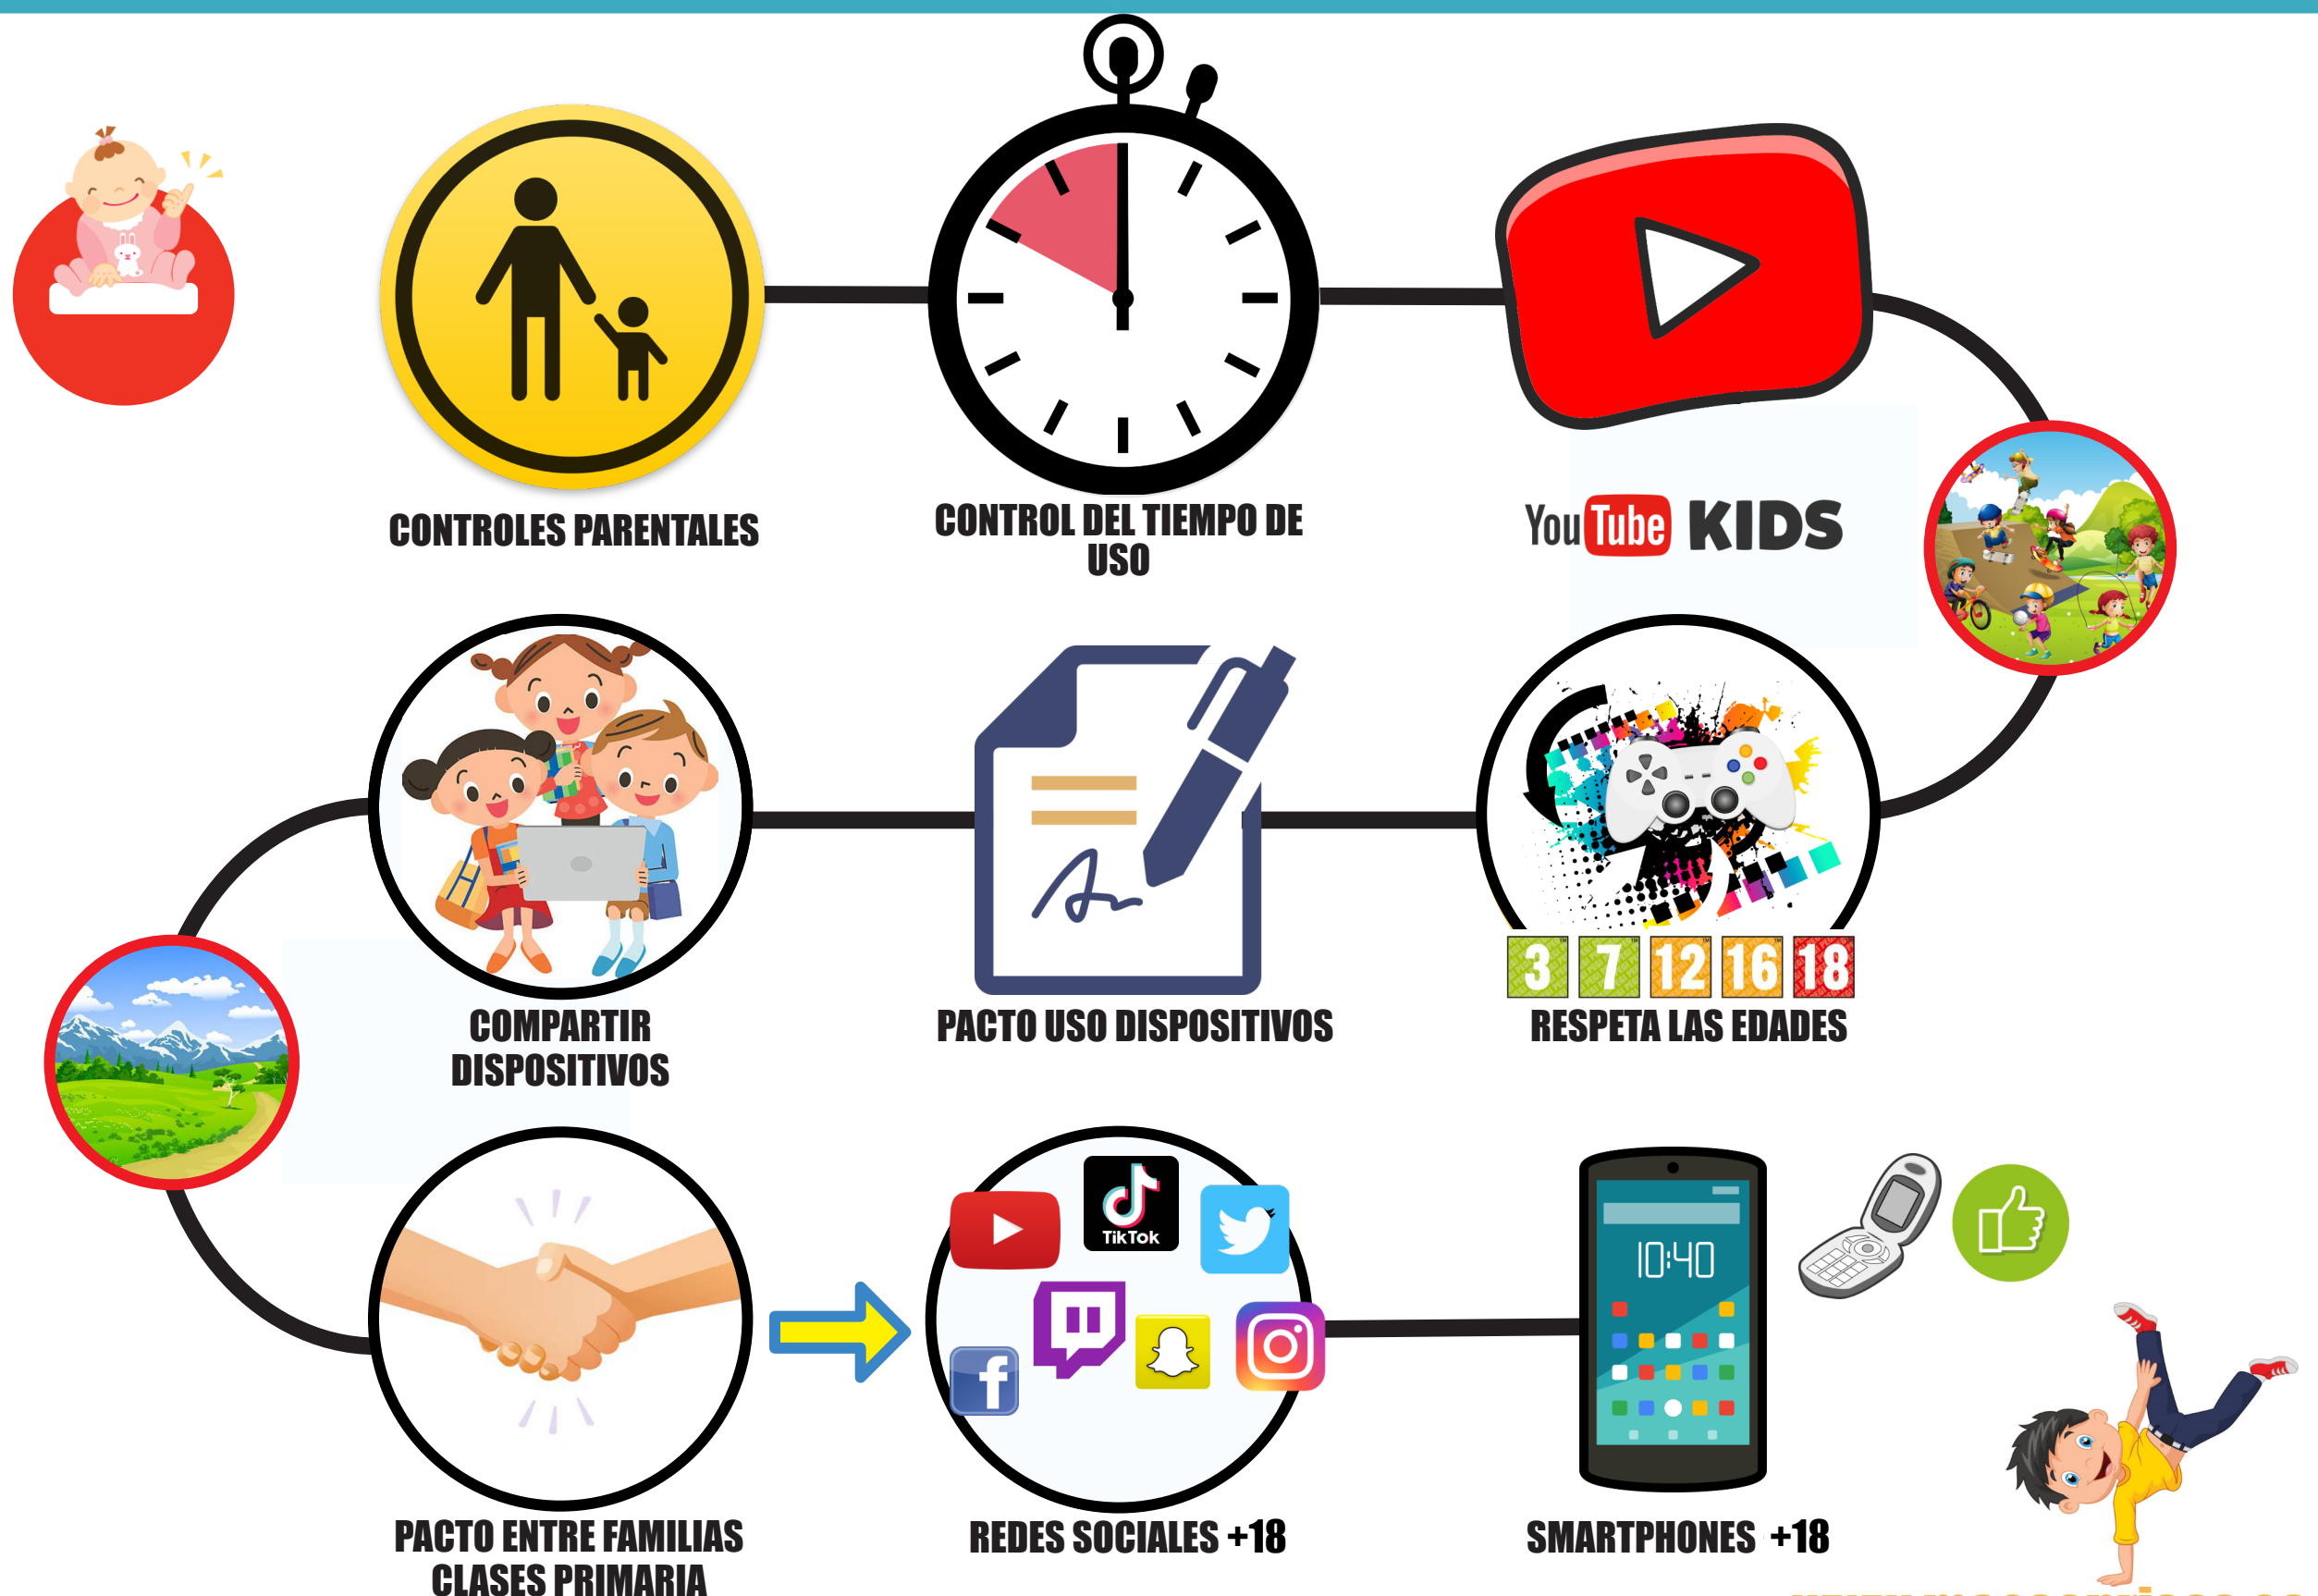 CONTROLES PARENTALES
CONTROL DEL TIEMPO DE
USO
YouTube KIDS
COMPARTIR
DISPOSITIVOS
PACTO USO DISPOSITIVOS
3 7 12 16 18
RESPETA LAS EDADES
TikTok
10:40
PACTO ENTRE FAMILIAS
CLASES PRIMARIA
REDES SOCIALES +18
SMARTPHONES +18